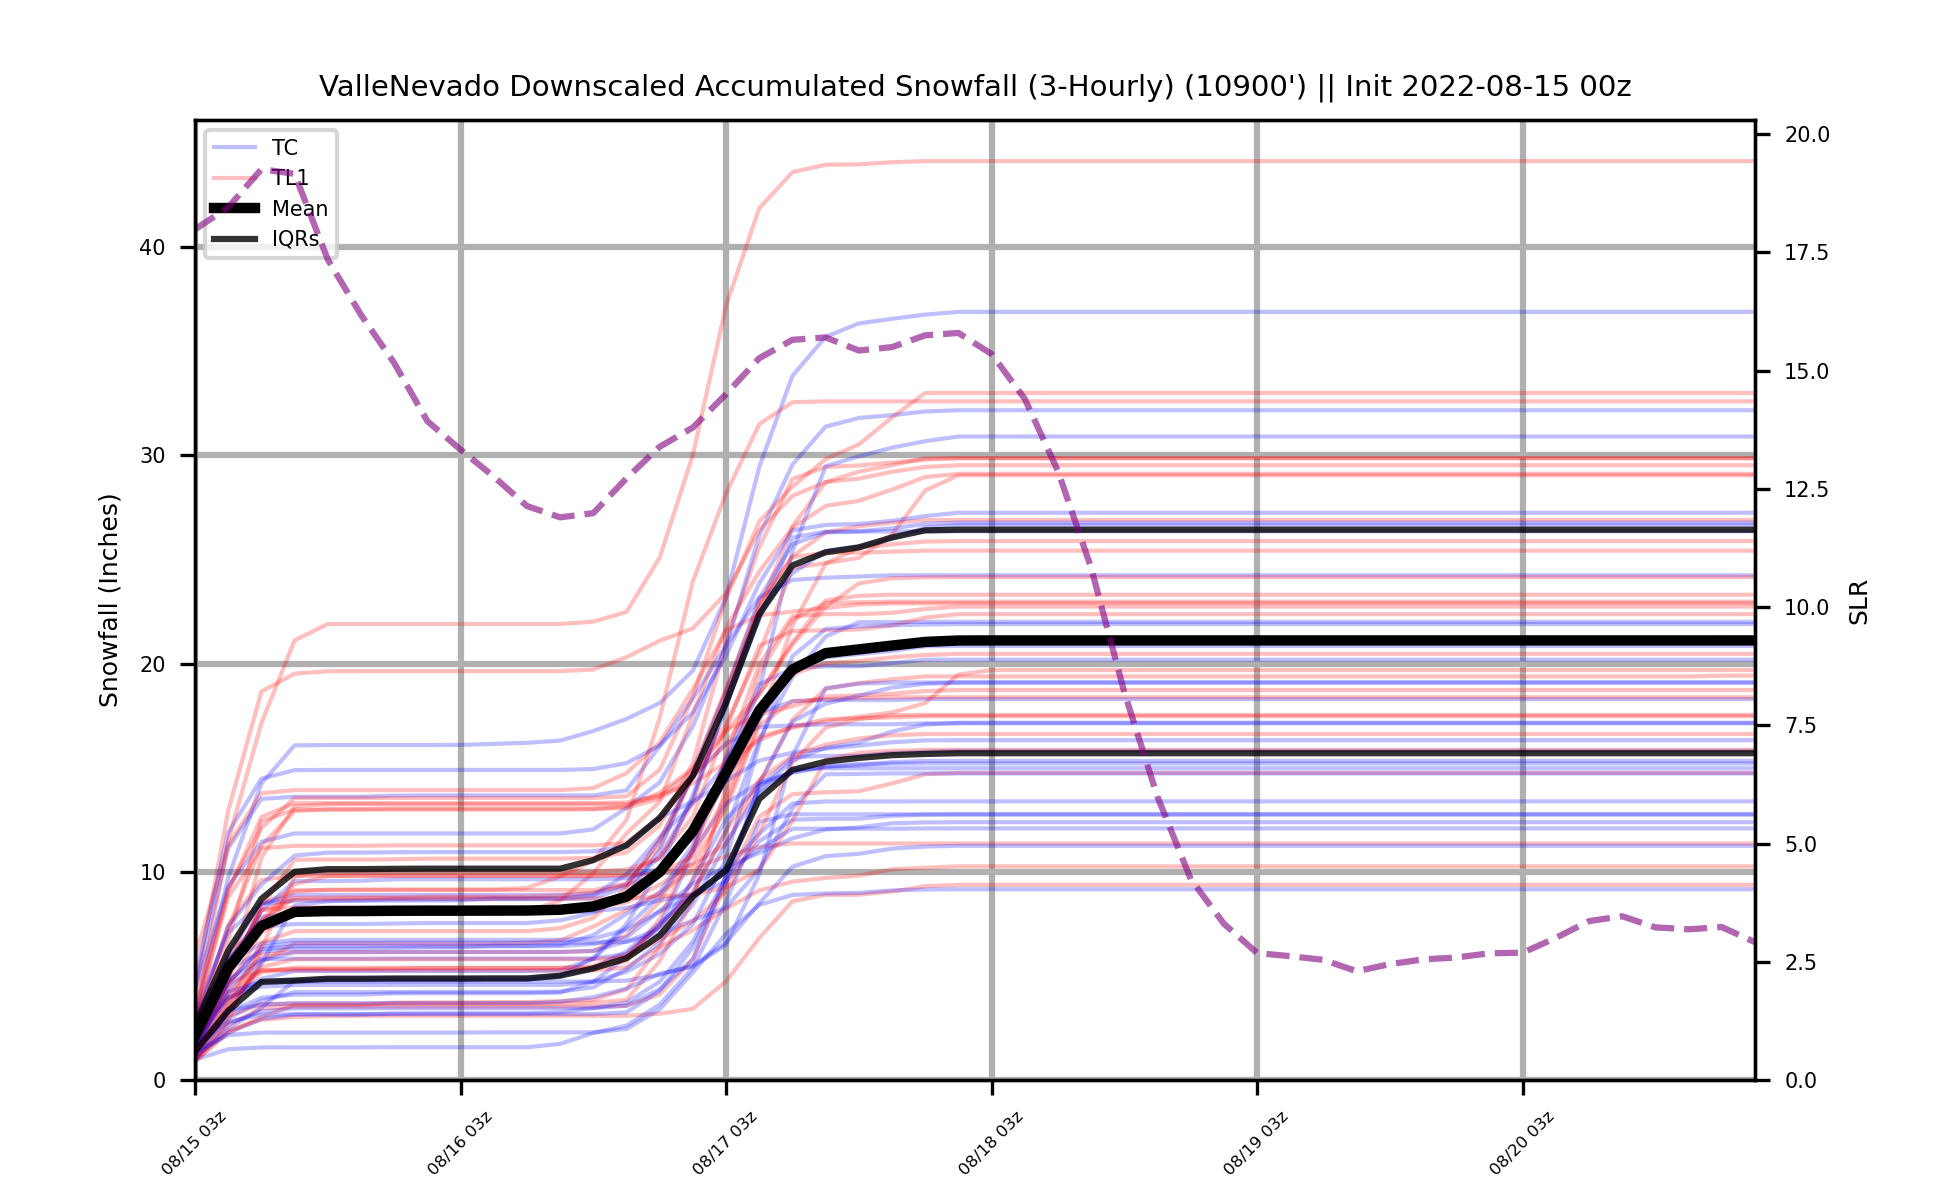 ValleNevado Downscaled Accumulated Snowfall (3-Hourly) (10900') || Init 2022-08-15 00z
TC
TL1
Mean
IQRs
Snowfall (Inches)
40
30
20
10
0
SLR
20.0
17.5
15.0
12.5
10.0
7.5
5.0
2.5
0.0
08/15 03z
08/16 03z
08/17 03z
08/18 03z
08/19 03z
08/20 03z